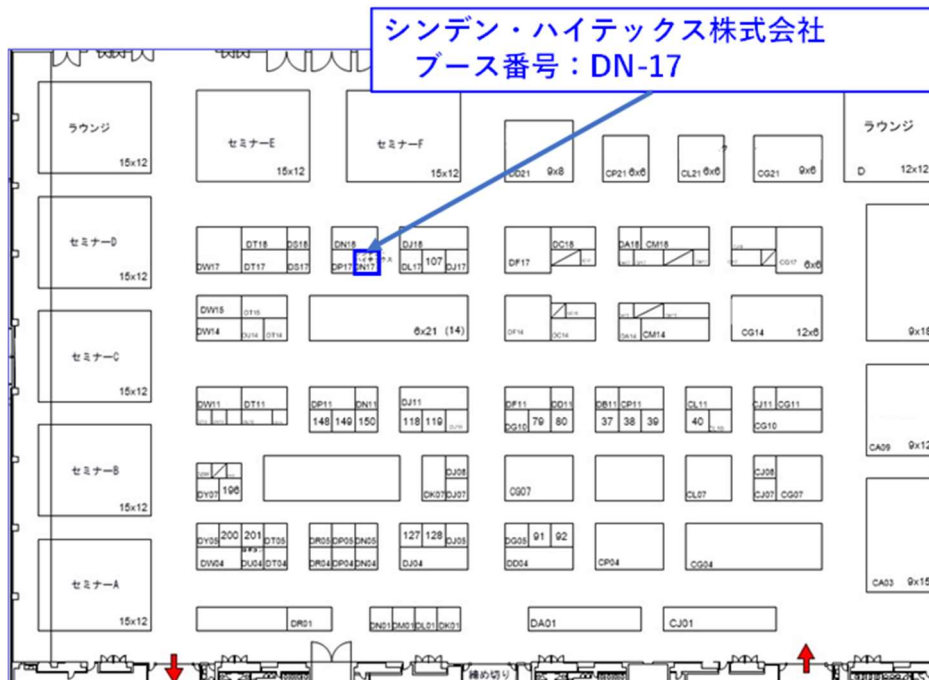 シンデン・ハイテックス株式会社
ブース番号：DN-17
ラウンジ
15x12
セミナーE
15x12
セミナーF
15x12
9x8
CP21 6x6
CL21 6x6
CG21 9x6
ラウンジ
D 12x12
セミナーD
15x12
DT18 DS18
DW17 DT17 DS17
DN18
DP17 DN17
DJ18
DL17 107 DJ17
DC18
DF17
DA18 CM18
CG17 6x6
DW15
DW14 DU14 DT14
6x21 (14)
DF14 DC14
DA14 CM14
CG14 12x6
9x18
セミナーC
15x12
DW11 DT11
DP11 DN11
148 149 150
DJ11
118 119
DF11 DD11
DG10 79 80
DB11 CP11
37 38 39
CL11
40
CJ11 CG11
CG10
CA09 9x12
セミナーB
15x12
DY07 196
DJ08
DK07 DJ07
CL07
CJ08
CJ07 CG07
DY05 200 201 DT05
DW04 DU04 DT04
DR05 DP05 DN05
DR04 DP04 DN04
127 128 DJ05
DJ04
DG05 91 92
DD04
CP04
CG04
CA03 9x15
セミナーA
15x12
DR01
DN01 DM01 DL01 DK01
DA01
CJ01
締め切り